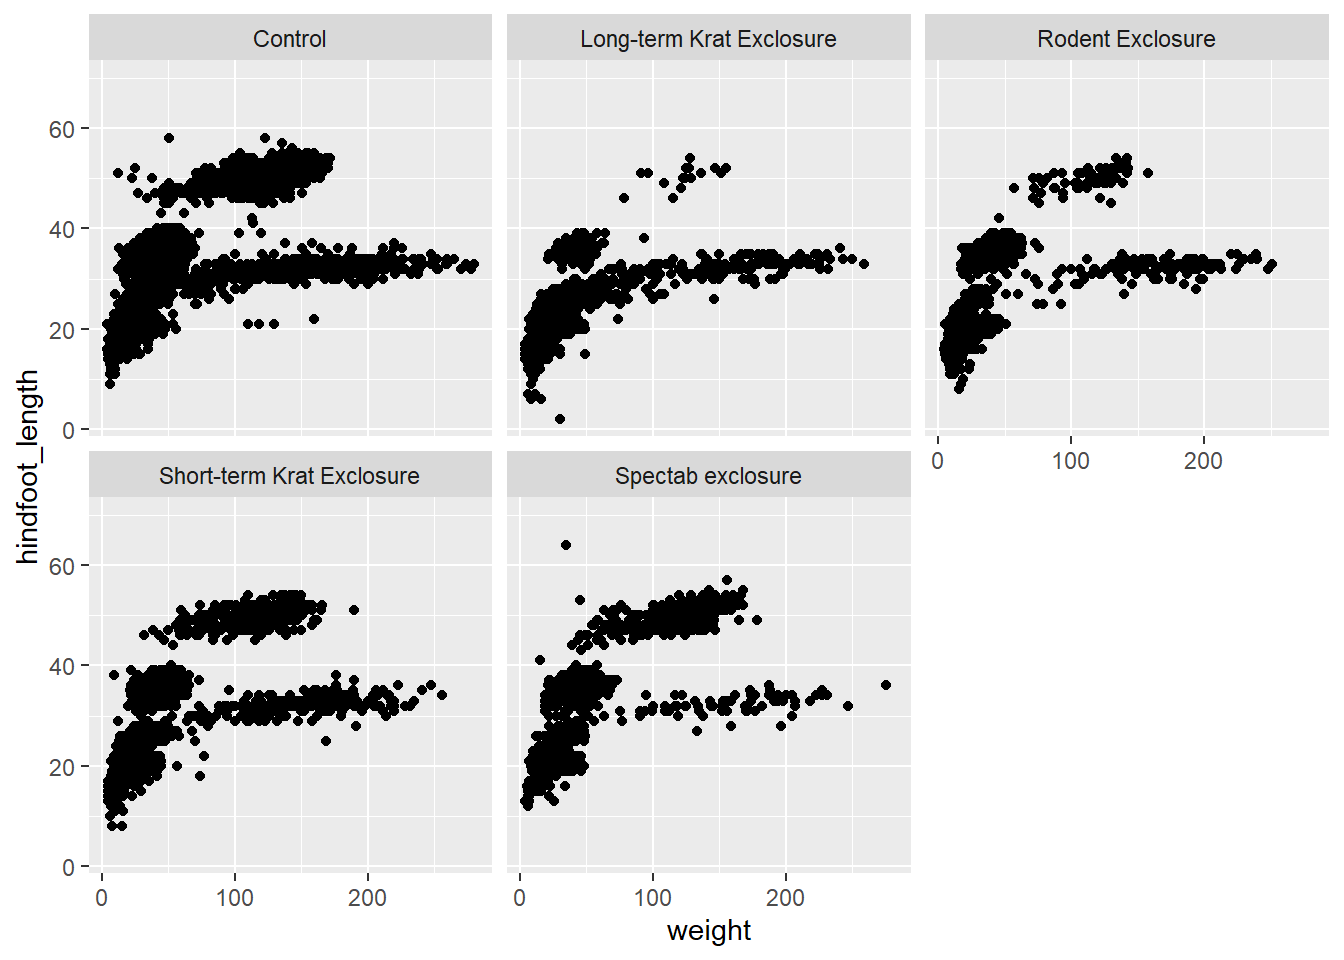 Control
Long-term Krat Exclosure
Rodent Exclosure
60
40
20
0
0
100
200
Short-term Krat Exclosure
Spectab exclosure
60
40
20
0
0
100
200
0
100
200
hindfoot_length
weight